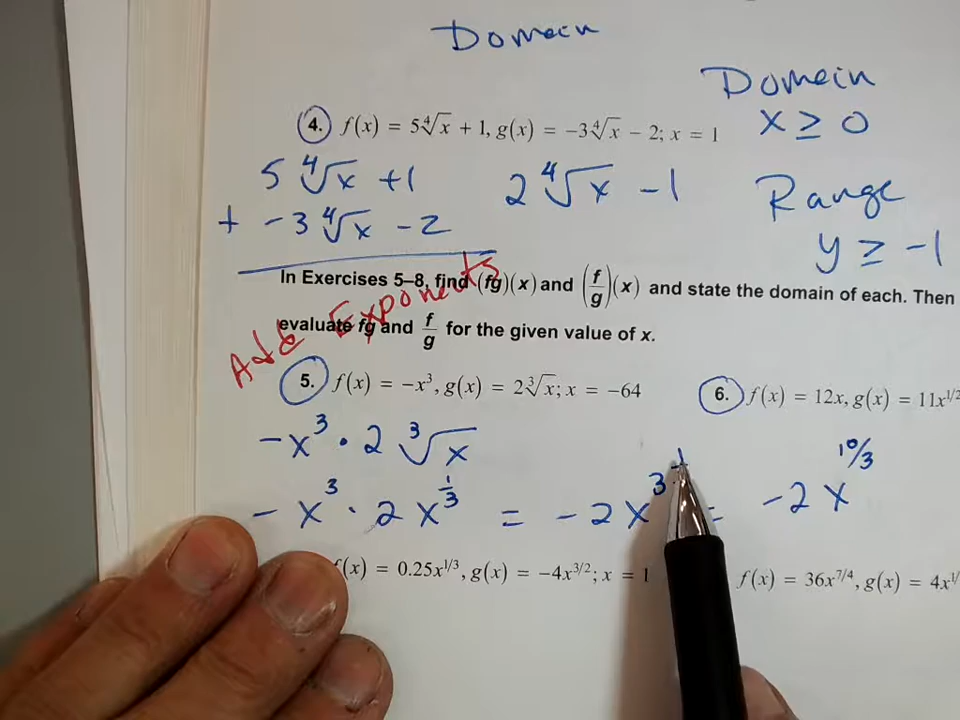 Domain
Domain
x ≥ 0
4. f(x) = 5∜x + 1, g(x) = −3∜x − 2; x = 1
5 ∜x +1
+ −3 ∜x −2
2 ∜x −1
Range
y ≥ −1
In Exercises 5–8, find (fg)(x) and (f/g)(x) and state the domain of each. Then
evaluate fg and f/g for the given value of x.
Add Exponents
5. f(x) = −x³, g(x) = 2∛x; x = −64
6. f(x) = 12x, g(x) = 11x^1/2
−x³ · 2 ∛x
− x³ · 2x^1/3 = −2x^3 = −2x^10/3
f(x) = 0.25x^1/3, g(x) = −4x^3/2; x = 1
f(x) = 36x^7/4, g(x) = 4x